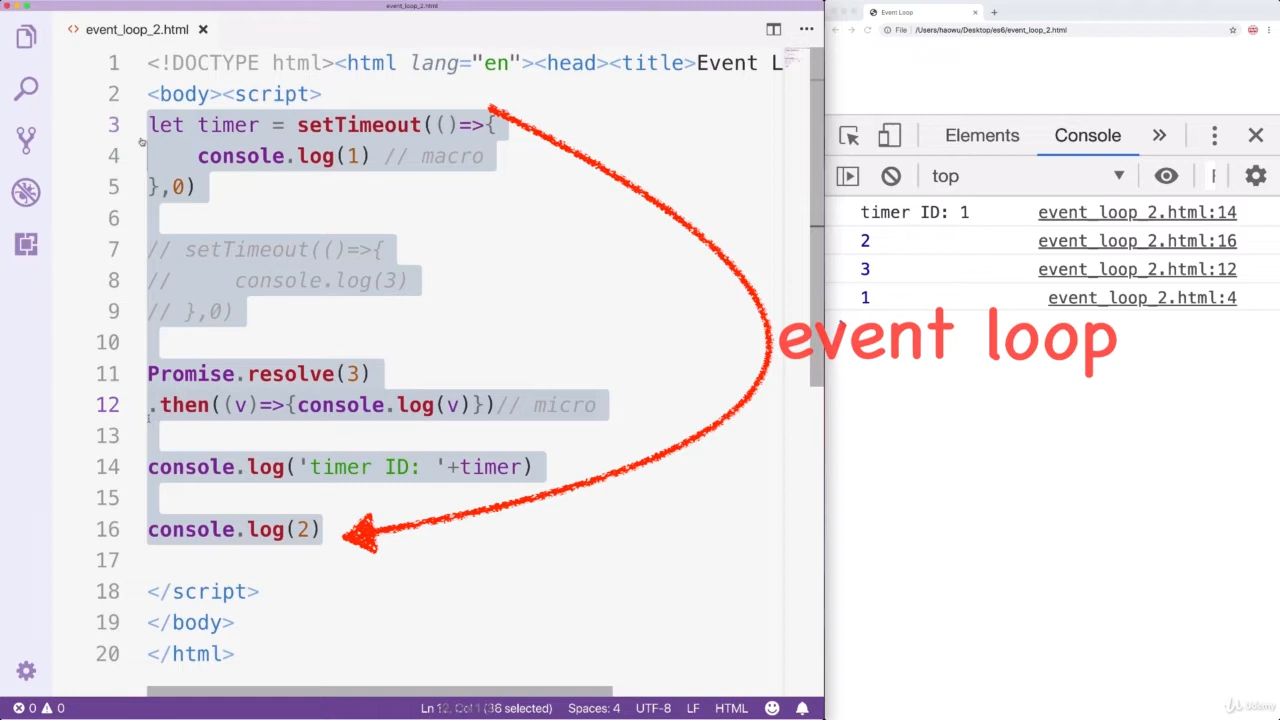 event_loop_2.html
event_loop_2.html
1 <!DOCTYPE html><html lang="en"><head><title>Event L
2 <body><script>
3 let timer = setTimeout(()=>{
4 console.log(1) // macro
5 },0)
6
7 // setTimeout(()=>{
8 // console.log(3)
9 // },0)
10
11 Promise.resolve(3)
12 .then((v)=>{console.log(v)})// micro
13
14 console.log('timer ID: '+timer)
15
16 console.log(2)
17
18 </script>
19 </body>
20 </html>
0 0 Spaces: 4 UTF-8 LF HTML
Event Loop
File /Users/haowu/Desktop/es6/event_loop_2.html
Elements Console
top
timer ID: 1 event_loop_2.html:14
2 event_loop_2.html:16
3 event_loop_2.html:12
1 event_loop_2.html:4
event loop
Udemy